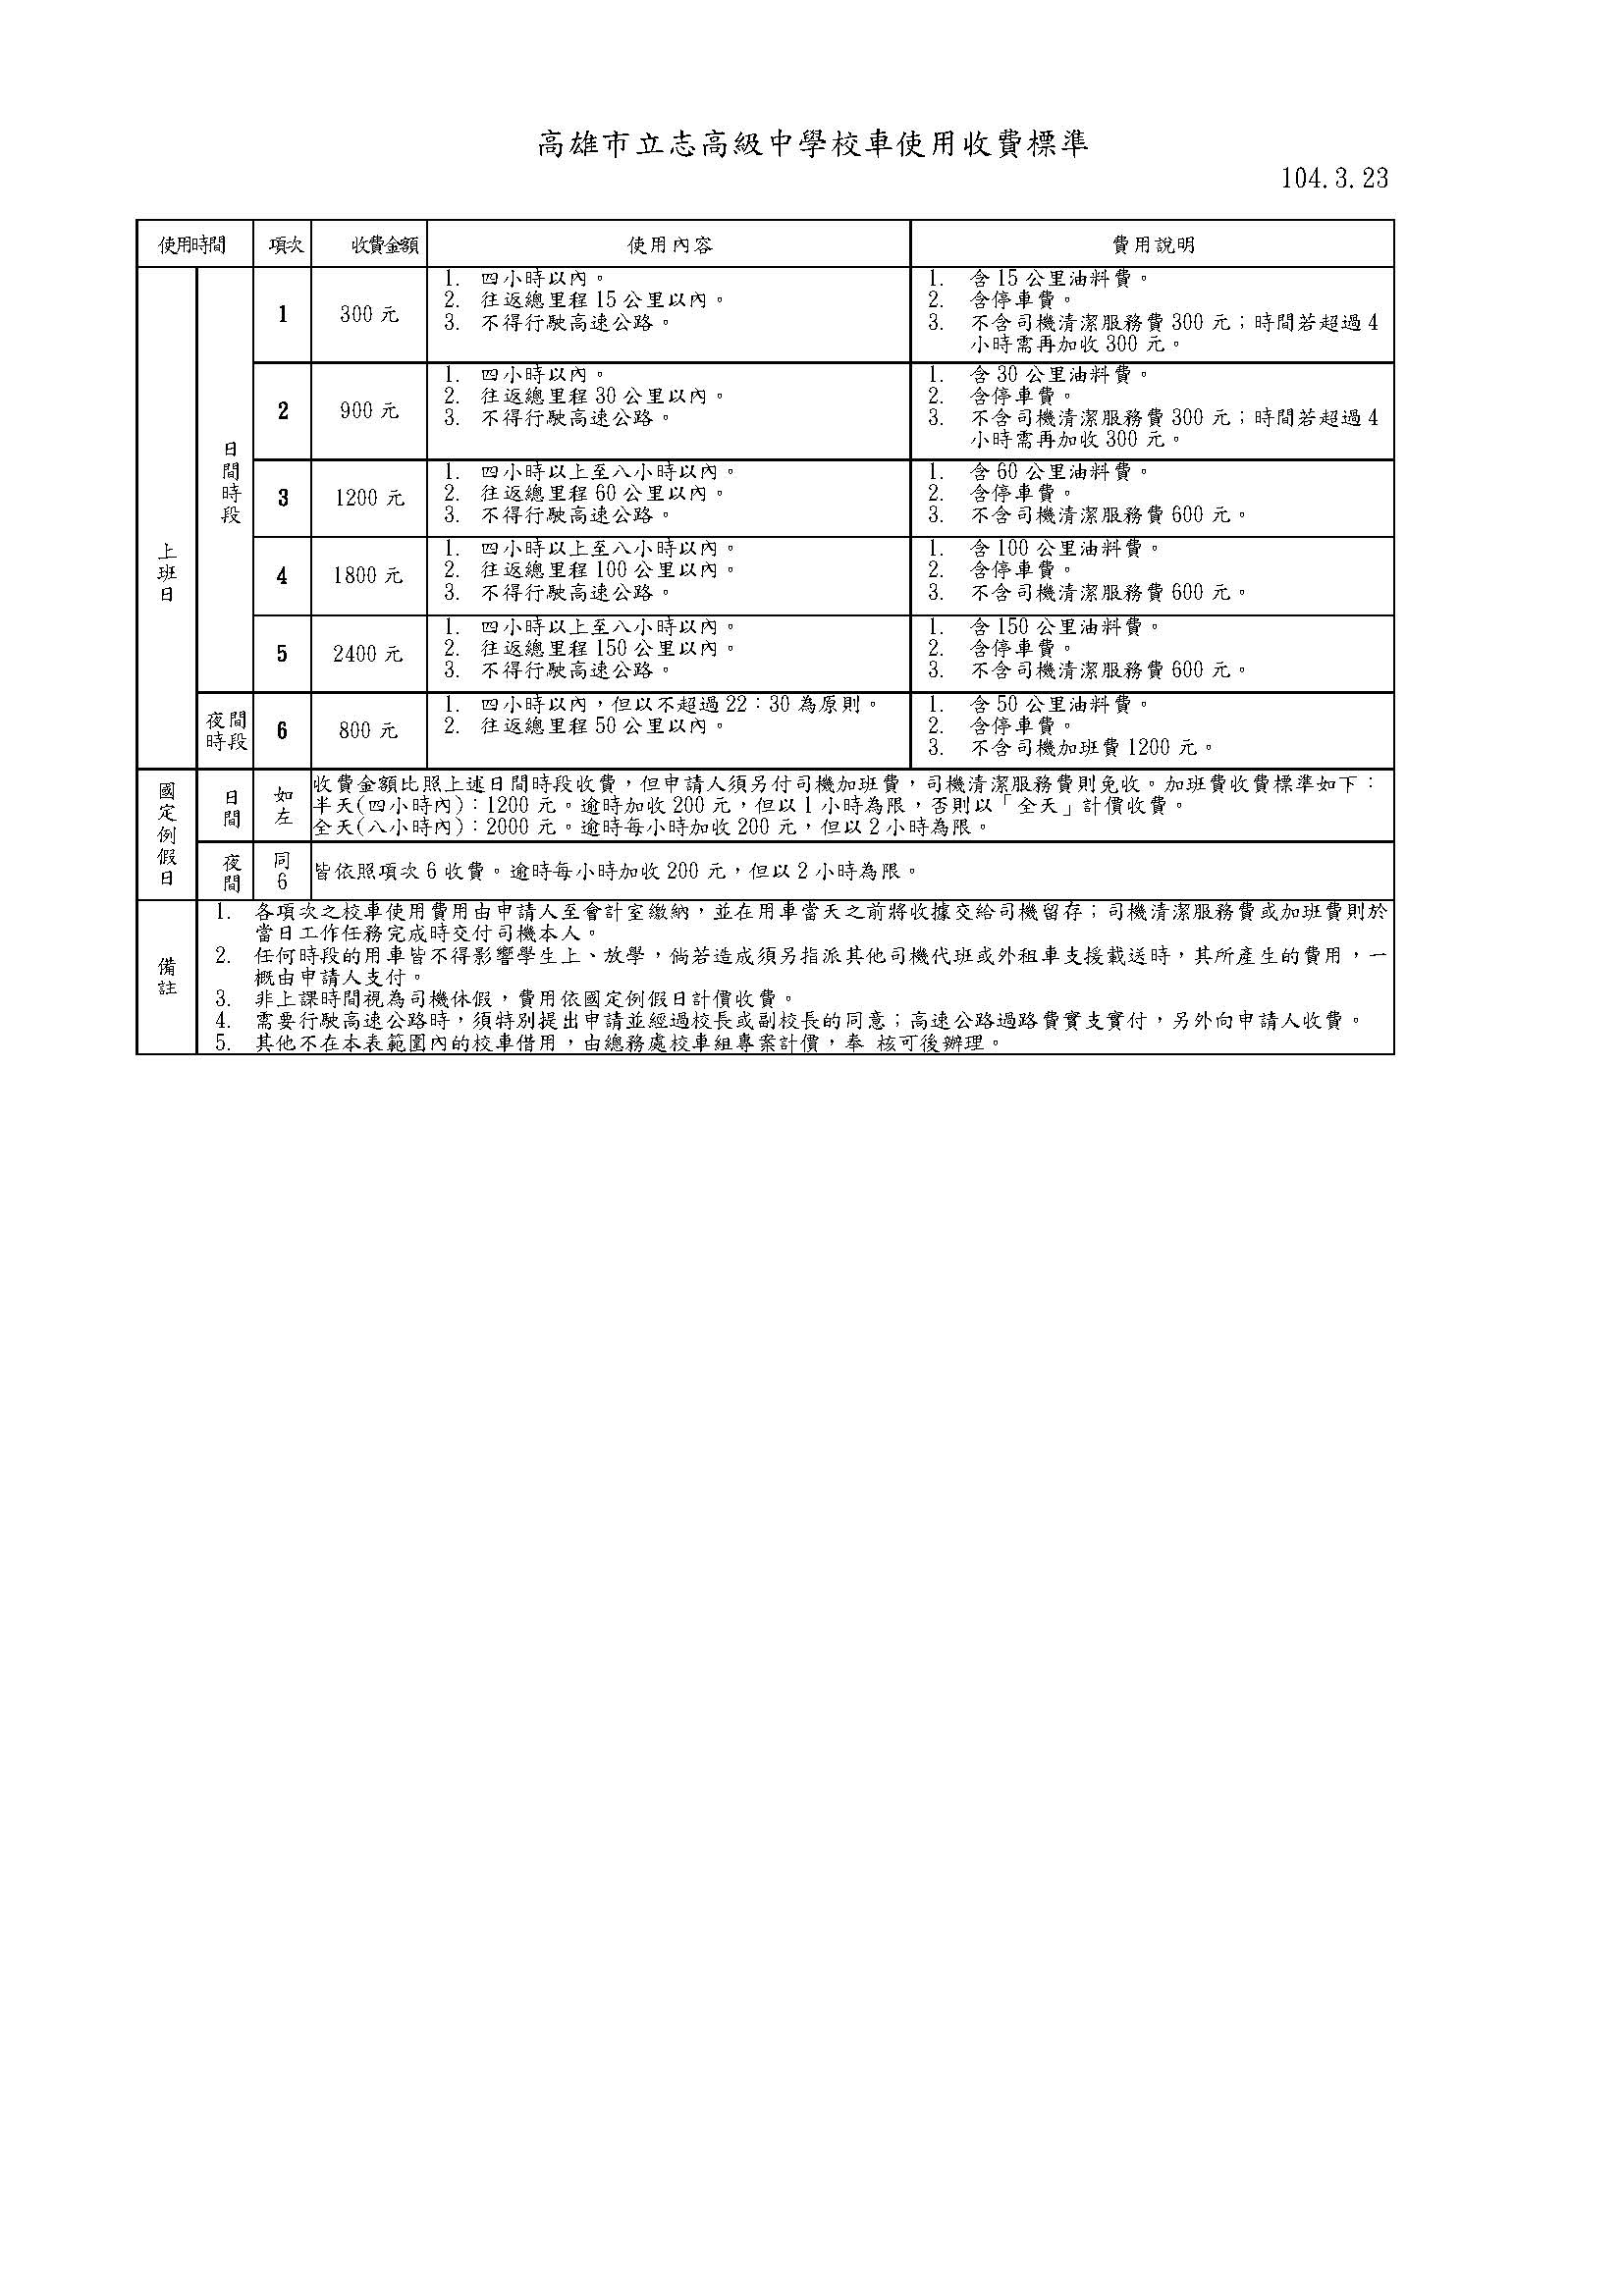 高雄市立志高級中學校車使用收費標準
104.3.23
使用時間 項次 收費金額 使用內容 費用說明
上班日
日間時段
1 300 元
1. 四小時以內。
2. 往返總里程 15 公里以內。
3. 不得行駛高速公路。
1. 含 15 公里油料費。
2. 含停車費。
3. 不含司機清潔服務費 300 元；時間若超過 4
小時需再加收 300 元。
2 900 元
1. 四小時以內。
2. 往返總里程 30 公里以內。
3. 不得行駛高速公路。
1. 含 30 公里油料費。
2. 含停車費。
3. 不含司機清潔服務費 300 元；時間若超過 4
小時需再加收 300 元。
3 1200 元
1. 四小時以上至八小時以內。
2. 往返總里程 60 公里以內。
3. 不得行駛高速公路。
1. 含 60 公里油料費。
2. 含停車費。
3. 不含司機清潔服務費 600 元。
4 1800 元
1. 四小時以上至八小時以內。
2. 往返總里程 100 公里以內。
3. 不得行駛高速公路。
1. 含 100 公里油料費。
2. 含停車費。
3. 不含司機清潔服務費 600 元。
5 2400 元
1. 四小時以上至八小時以內。
2. 往返總里程 150 公里以內。
3. 不得行駛高速公路。
1. 含 150 公里油料費。
2. 含停車費。
3. 不含司機清潔服務費 600 元。
夜間
時段
6 800 元
1. 四小時以內，但以不超過 22：30 為原則。
2. 往返總里程 50 公里以內。
1. 含 50 公里油料費。
2. 含停車費。
3. 不含司機加班費 1200 元。
國定例假日
日間
如左
收費金額比照上述日間時段收費，但申請人須另付司機加班費，司機清潔服務費則免收。加班費收費標準如下：
半天(四小時內)：1200 元。逾時加收 200 元，但以 1 小時為限，否則以「全天」計價收費。
全天(八小時內)：2000 元。逾時每小時加收 200 元，但以 2 小時為限。
夜間
同6
皆依照項次 6 收費。逾時每小時加收 200 元，但以 2 小時為限。
備註
1. 各項次之校車使用費用由申請人至會計室繳納，並在用車當天之前將收據交給司機留存；司機清潔服務費或加班費則於
當日工作任務完成時交付司機本人。
2. 任何時段的用車皆不得影響學生上、放學，倘若造成須另指派其他司機代班或外租車支援載送時，其所產生的費用，一
概由申請人支付。
3. 非上課時間視為司機休假，費用依國定例假日計價收費。
4. 需要行駛高速公路時，須特別提出申請並經過校長或副校長的同意；高速公路過路費實支實付，另外向申請人收費。
5. 其他不在本表範圍內的校車借用，由總務處校車組專案計價，奉 核可後辦理。